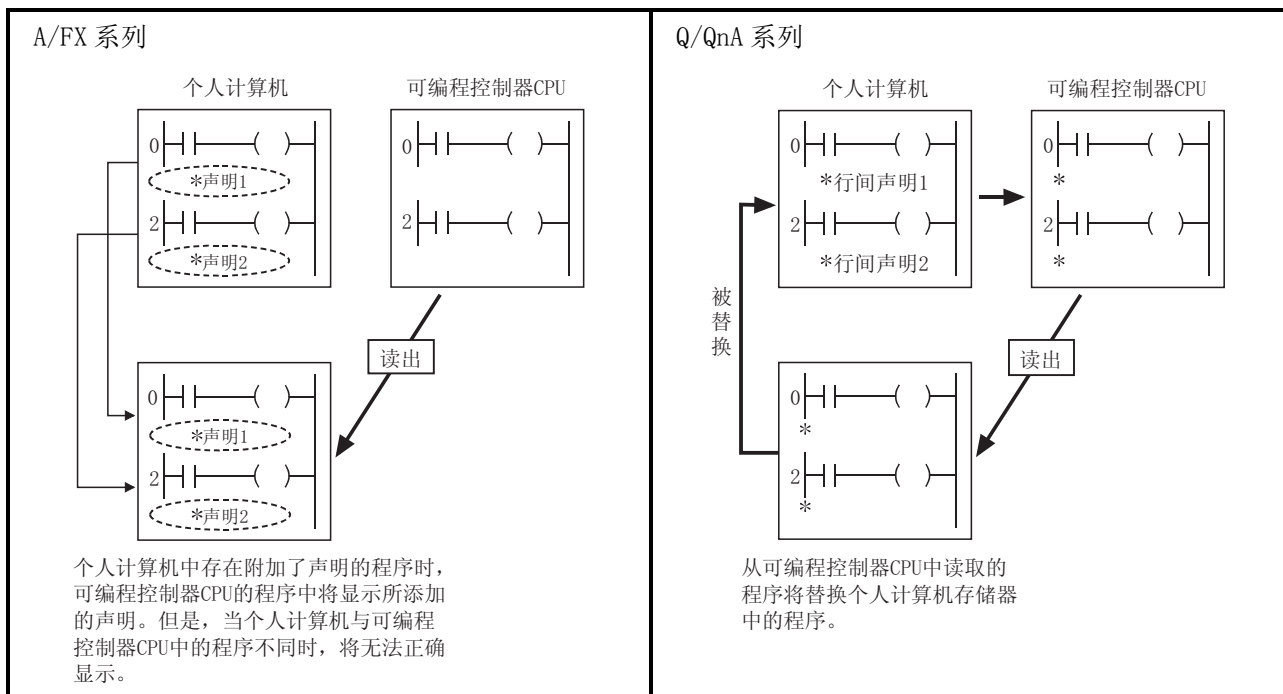 A/FX 系列
个人计算机
可编程控制器CPU
0
*声明1
2
*声明2
0
2
读出
0
*声明1
2
*声明2
个人计算机中存在附加了声明的程序时，
可编程控制器CPU的程序中将显示所添加
的声明。但是，当个人计算机与可编程
控制器CPU中的程序不同时，将无法正确
显示。
Q/QnA 系列
个人计算机
可编程控制器CPU
0
*行间声明1
2
*行间声明2
0
*
2
*
被替换
读出
0
*
2
*
从可编程控制器CPU中读取的
程序将替换个人计算机存储器
中的程序。